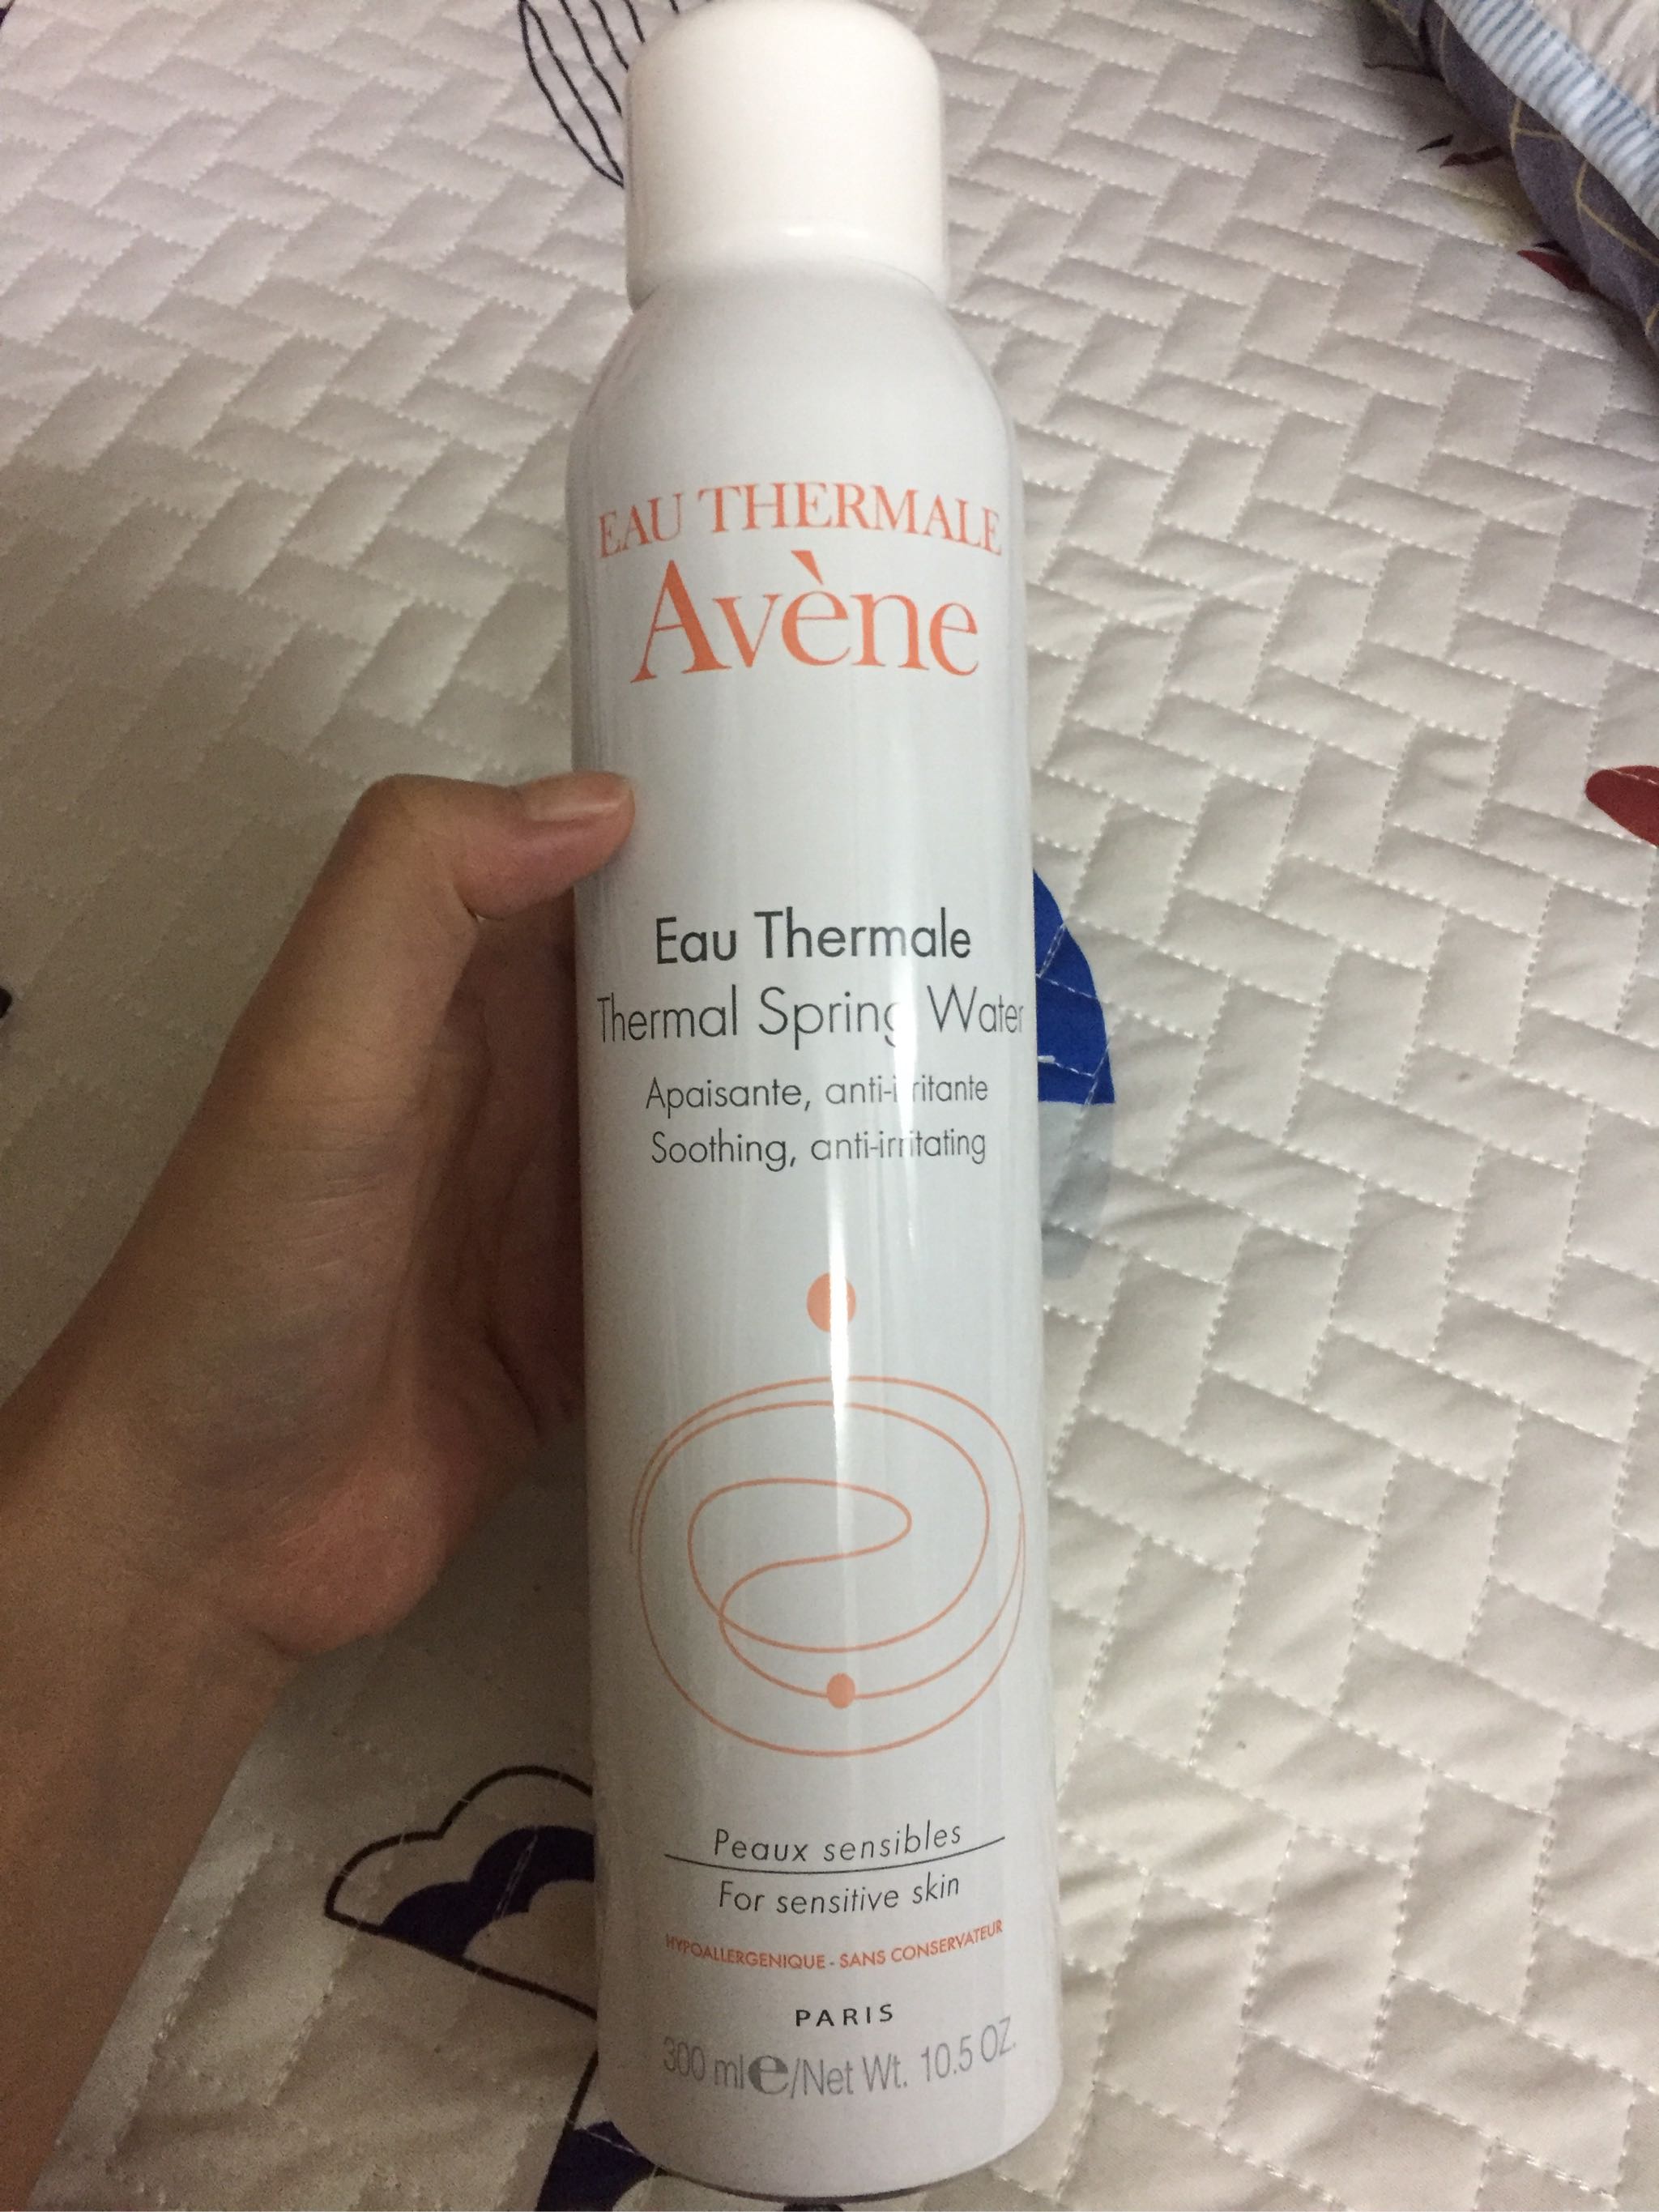 EAU THERMALE
Avène
Eau Thermale
Thermal Spring Water
Apaisante, anti-irritante
Soothing, anti-irritating
Peaux sensibles
For sensitive skin
HYPOALLERGENIQUE - SANS CONSERVATEUR
PARIS
300 ml e/Net Wt. 10.5 OZ.